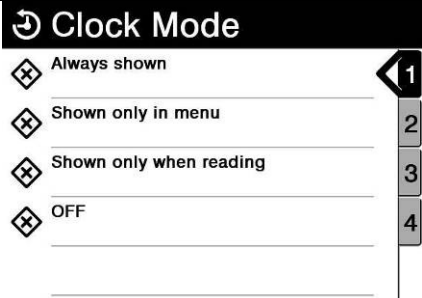 Clock Mode
Always shown
1
Shown only in menu
2
Shown only when reading
3
OFF
4